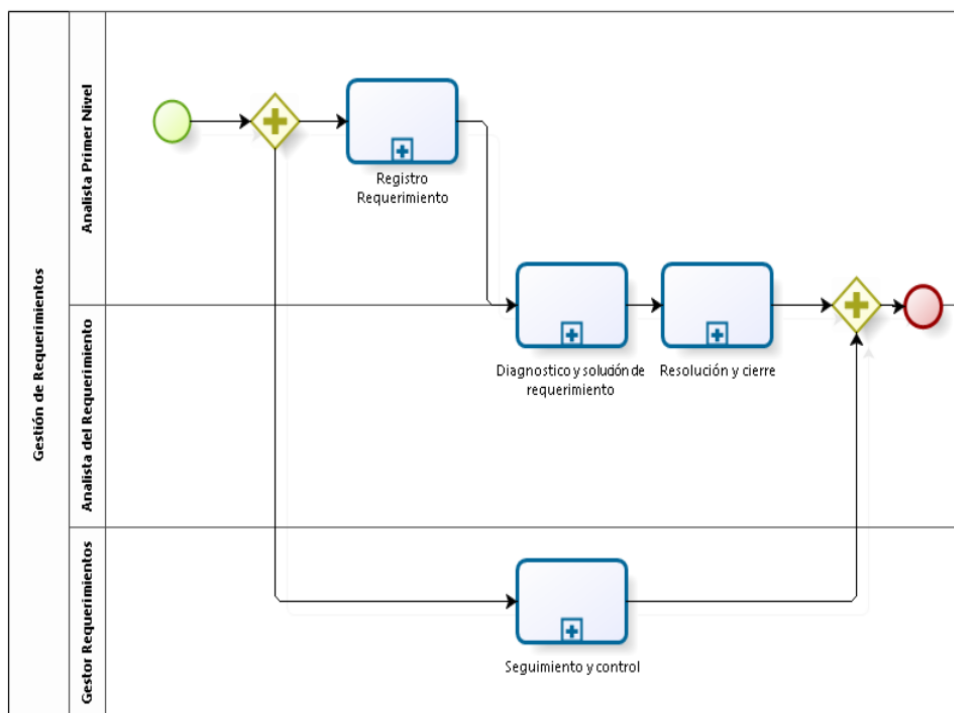 Gestión de Requerimientos
Analista Primer Nivel
Registro
Requerimiento
Analista del Requerimiento
Diagnostico y solución de
requerimiento
Resolución y cierre
Gestor Requerimientos
Seguimiento y control